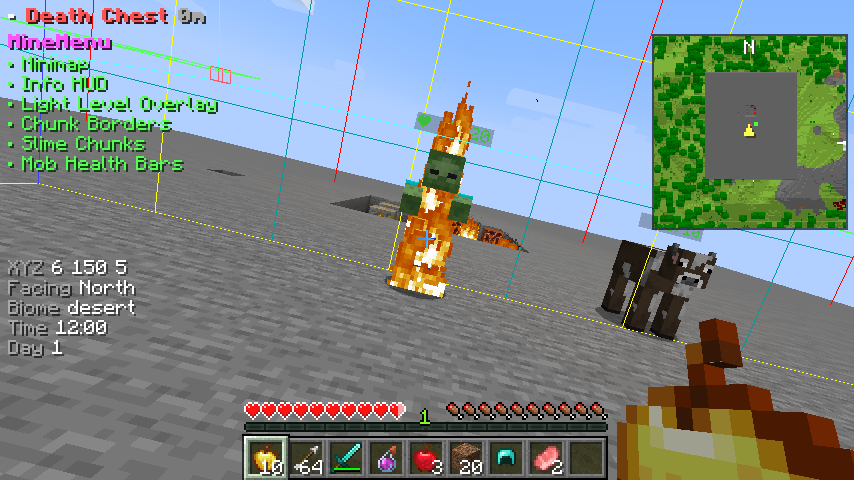 - Death Chest 0m
MineMenu
• Minimap
• Info HUD
• Light Level Overlay
• Chunk Borders
• Slime Chunks
• Mob Health Bars
N
XYZ 6 150 5
Facing North
Biome desert
Time 12:00
Day 1
1
10 64 3 20 2